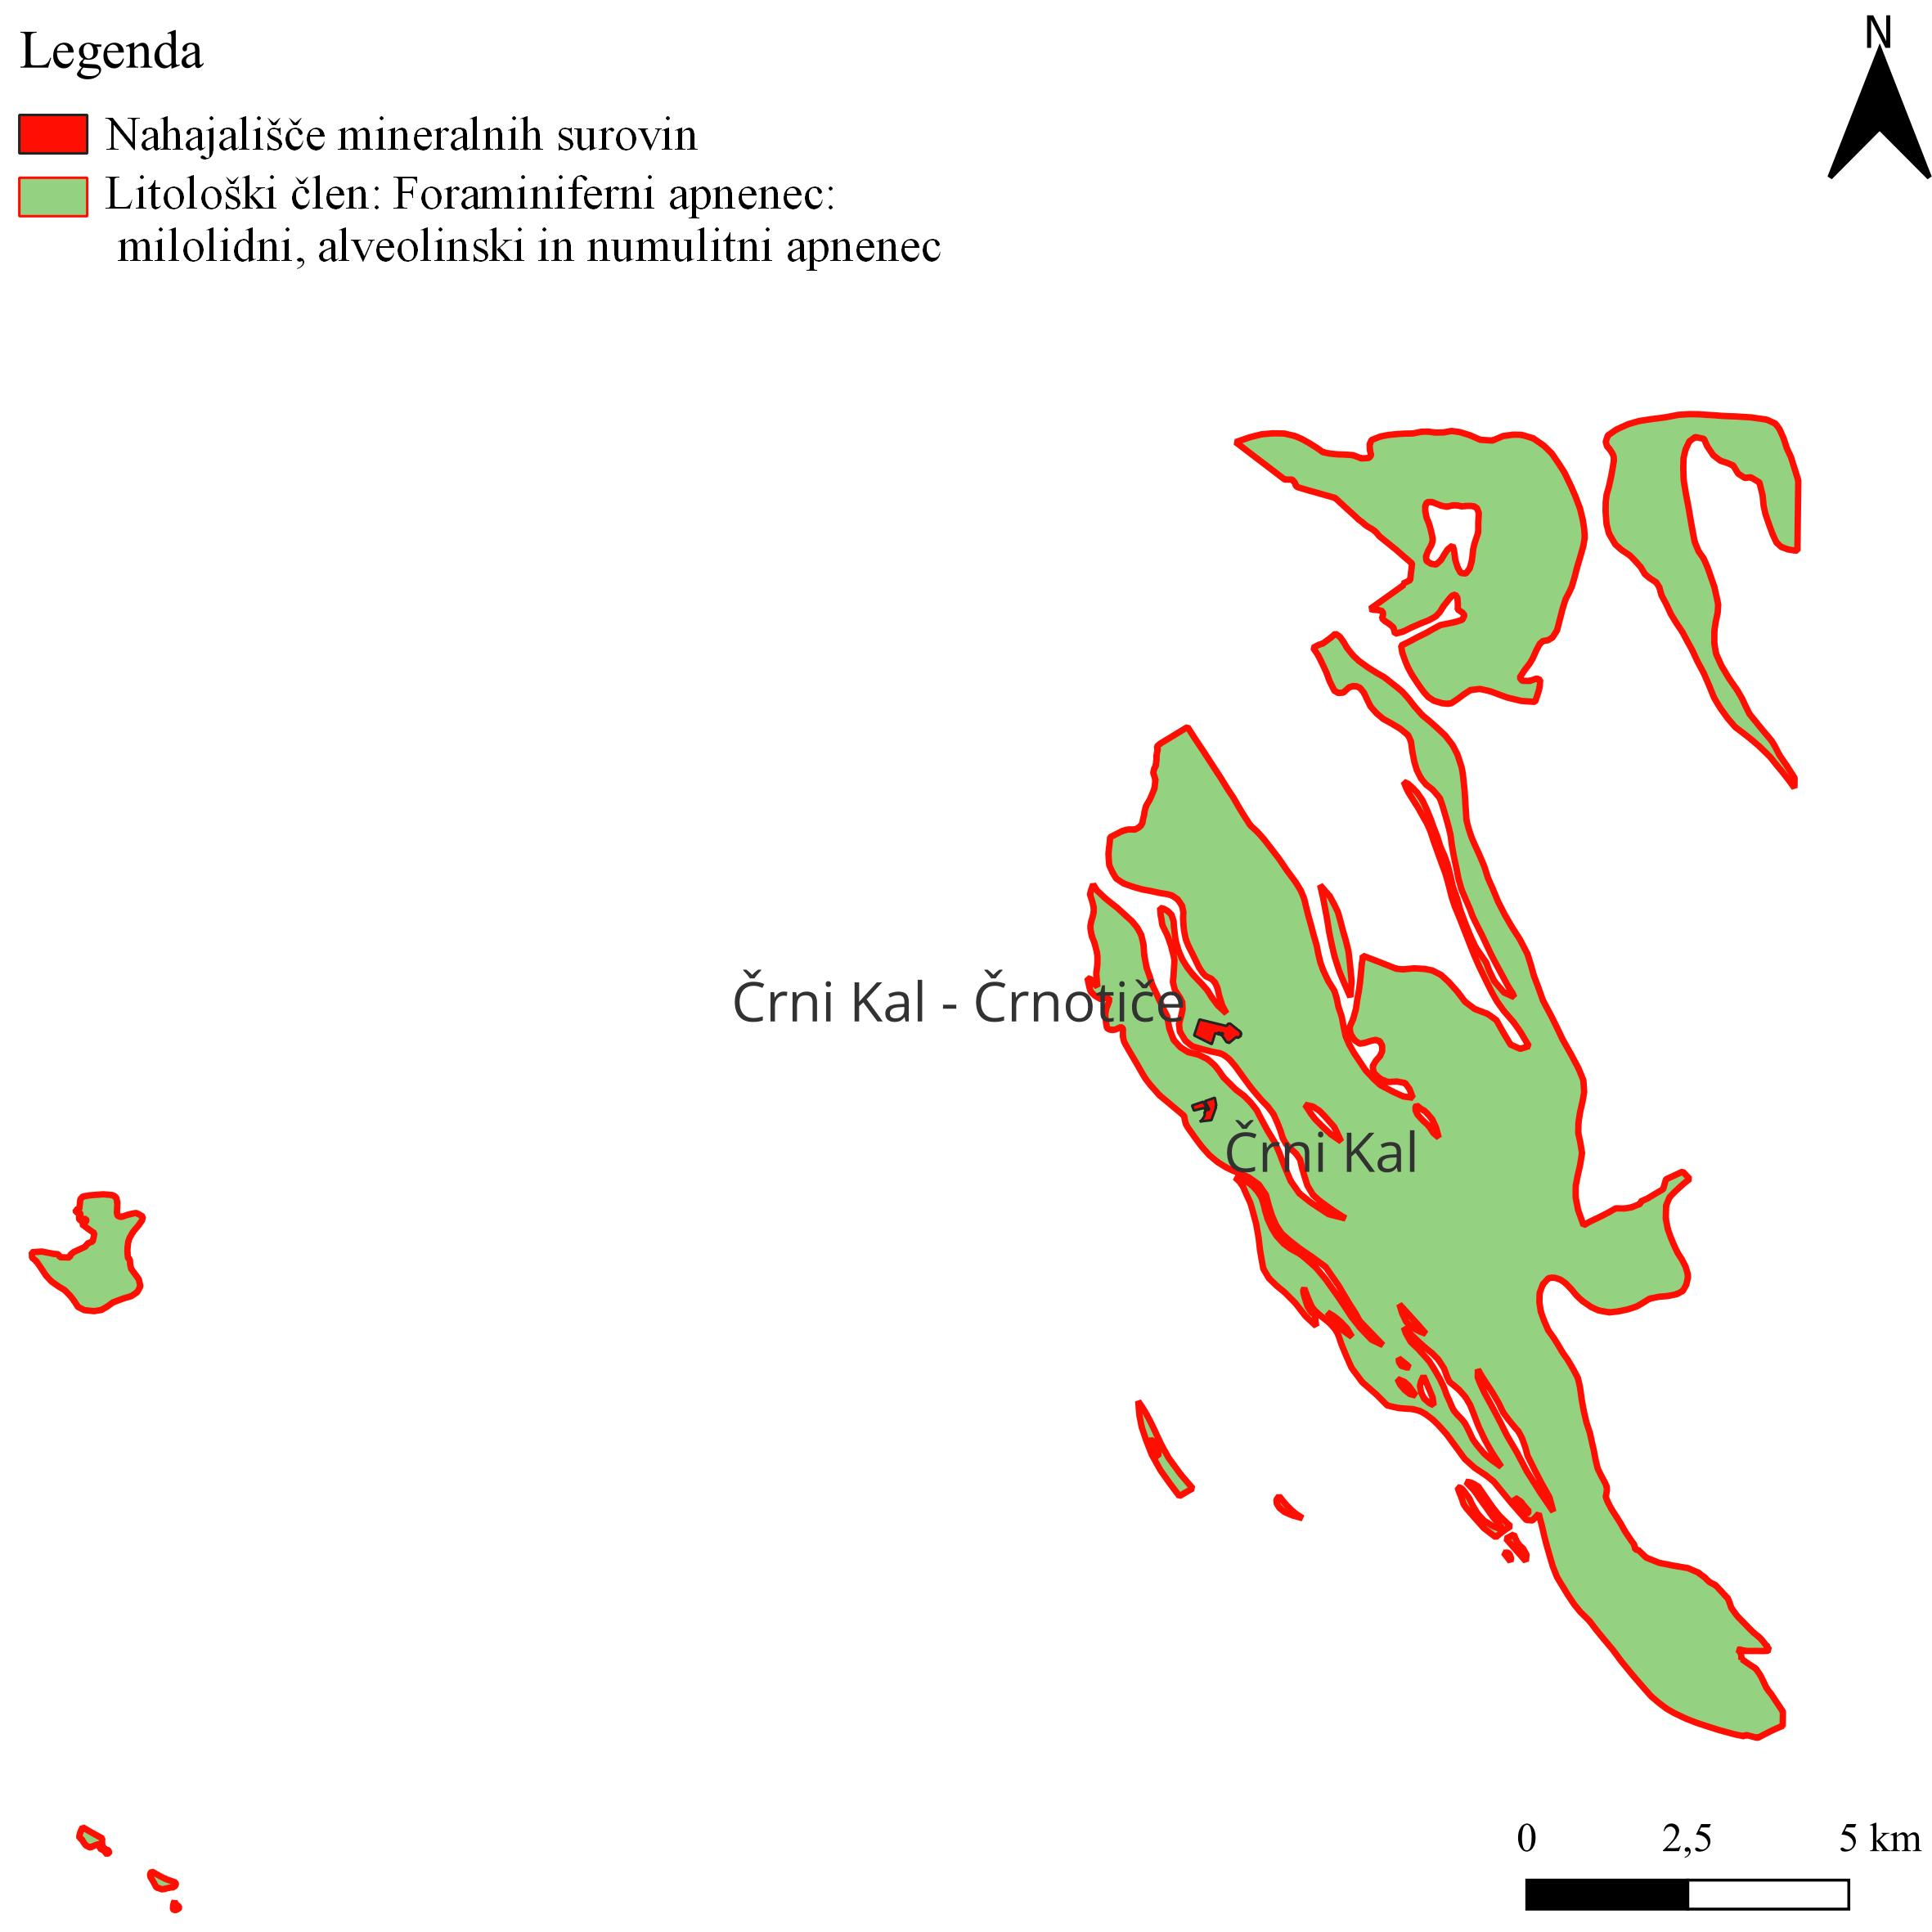 Legenda
N
Nahajališče mineralnih surovin
Litološki člen: Foraminiferni apnenec:
milolidni, alveolinski in numulitni apnenec
Črni Kal - Črnotiče
Črni Kal
0 2,5 5 km